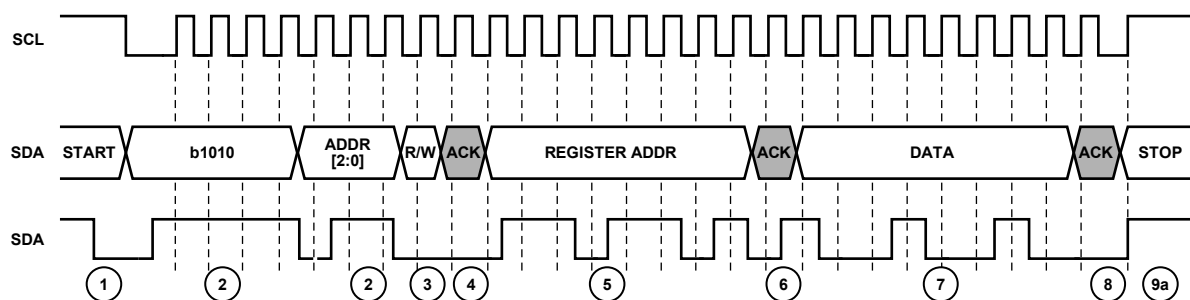 SCL
SDA START b1010 ADDR [2:0] R/W ACK REGISTER ADDR ACK DATA ACK STOP
SDA
1 2 2 3 4 5 6 7 8 9a